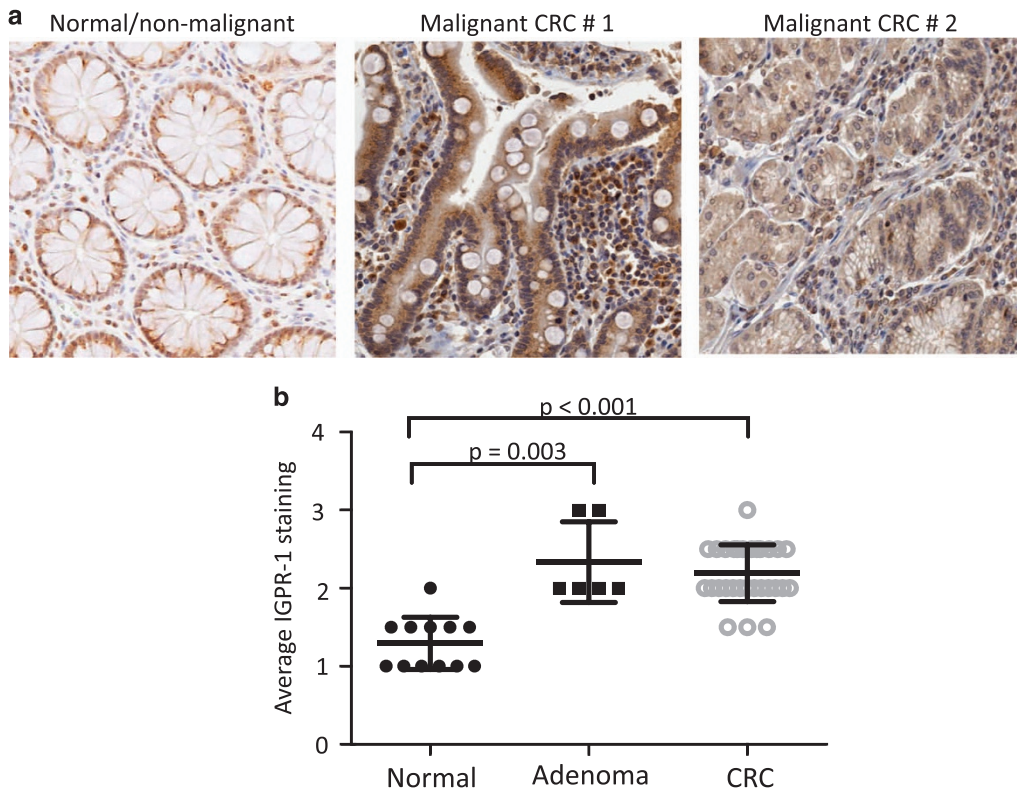 a
Normal/non-malignant
Malignant CRC # 1
Malignant CRC # 2
b
p < 0.001
p = 0.003
Average IGPR-1 staining
4
3
2
1
0
Normal
Adenoma
CRC